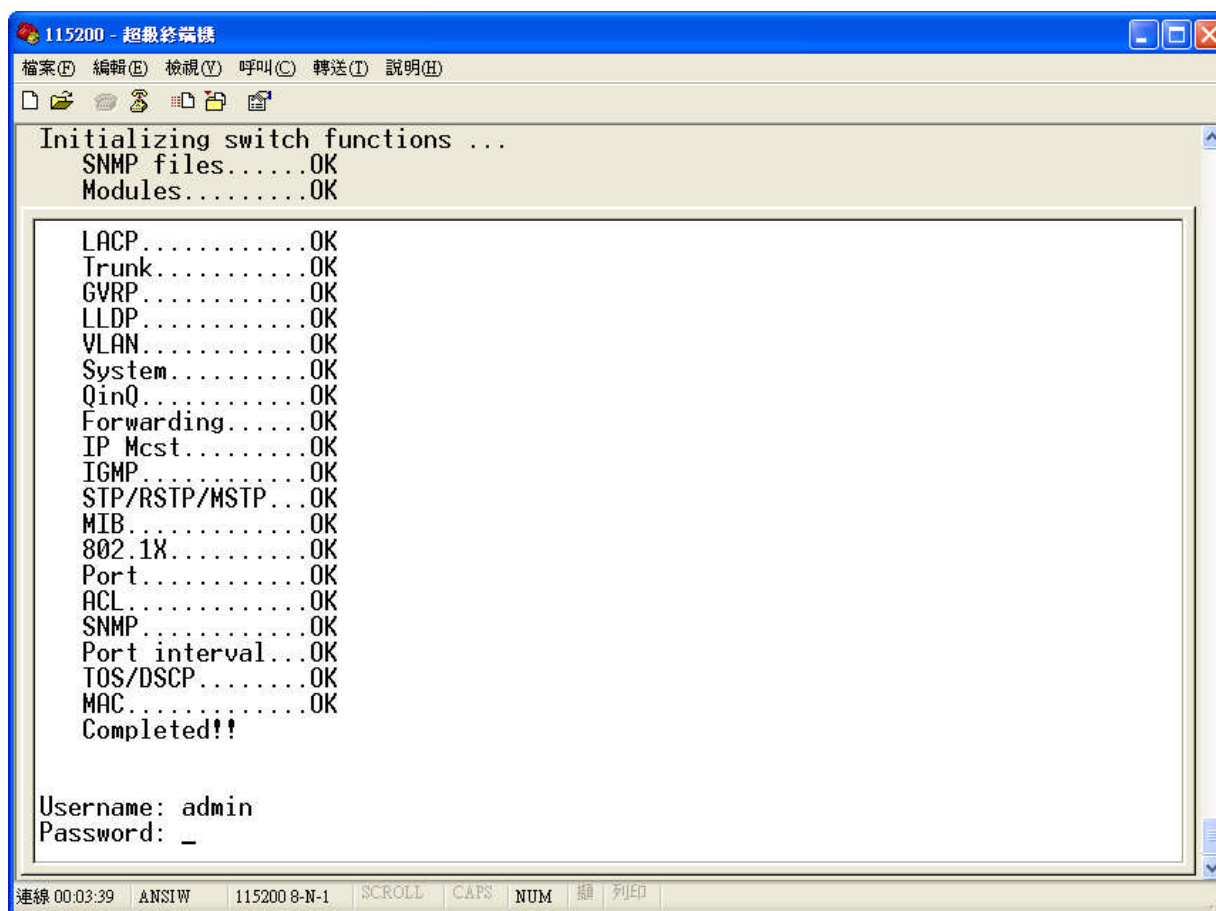 115200 - 超級終端機
檔案(F) 編輯(E) 檢視(V) 呼叫(C) 轉送(T) 說明(H)
Initializing switch functions ...
SNMP files......OK
Modules.........OK
LACP............OK
Trunk...........OK
GVRP............OK
LLDP............OK
VLAN............OK
System..........OK
QinQ............OK
Forwarding......OK
IP Mcst.........OK
IGMP............OK
STP/RSTP/MSTP...OK
MIB.............OK
802.1X..........OK
Port............OK
ACL.............OK
SNMP............OK
Port interval...OK
TOS/DSCP........OK
MAC.............OK
Completed!!
Username: admin
Password: _
連線 00:03:39 ANSIW 115200 8-N-1 SCROLL CAPS NUM 擷 列印